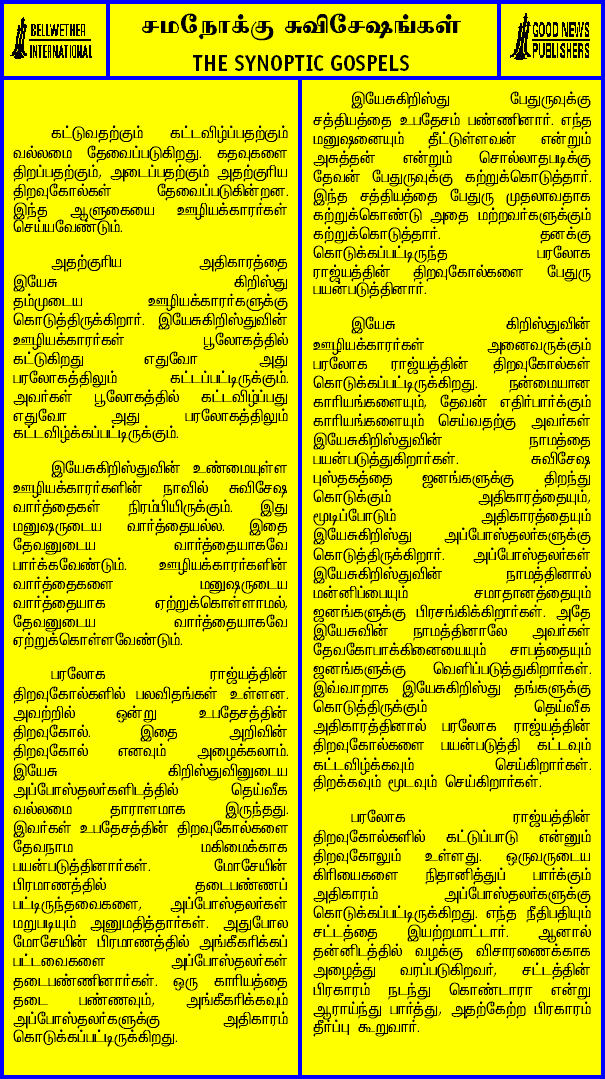 BELLWETHER
INTERNATIONAL
சமநோக்கு சுவிசேஷங்கள்
THE SYNOPTIC GOSPELS
GOOD NEWS
PUBLISHERS
கட்டுவதற்கும் கட்டவிழ்ப்பதற்கும்
வல்லமை தேவைப்படுகிறது. கதவுகளை
திறப்பதற்கும், அடைப்பதற்கும் அதற்குரிய
திறவுகோல்கள் தேவைப்படுகின்றன.
இந்த ஆளுகையை ஊழியக்காரர்கள்
செய்யவேண்டும்.
அதற்குரிய அதிகாரத்தை
இயேசு கிறிஸ்து
தம்முடைய ஊழியக்காரர்களுக்கு
கொடுத்திருக்கிறார். இயேசுகிறிஸ்துவின்
ஊழியக்காரர்கள் பூலோகத்தில்
கட்டுகிறது எதுவோ அது
பரலோகத்திலும் கட்டப்பட்டிருக்கும்.
அவர்கள் பூலோகத்தில் கட்டவிழ்ப்பது
எதுவோ அது பரலோகத்திலும்
கட்டவிழ்க்கப்பட்டிருக்கும்.
இயேசுகிறிஸ்துவின் உண்மையுள்ள
ஊழியக்காரர்களின் நாவில் சுவிசேஷ
வார்த்தைகள் நிரம்பியிருக்கும். இது
மனுஷருடைய வார்த்தையல்ல. இதை
தேவனுடைய வார்த்தையாகவே
பார்க்கவேண்டும். ஊழியக்காரர்களின்
வார்த்தைகளை மனுஷருடைய
வார்த்தையாக ஏற்றுக்கொள்ளாமல்,
தேவனுடைய வார்த்தையாகவே
ஏற்றுக்கொள்ளவேண்டும்.
பரலோக ராஜ்யத்தின்
திறவுகோல்களில் பலவிதங்கள் உள்ளன.
அவற்றில் ஒன்று உபதேசத்தின்
திறவுகோல். இதை அறிவின்
திறவுகோல் எனவும் அழைக்கலாம்.
இயேசு கிறிஸ்துவினுடைய
அப்போஸ்தலர்களிடத்தில் தெய்வீக
வல்லமை தாராளமாக இருந்தது.
இவர்கள் உபதேசத்தின் திறவுகோல்களை
தேவநாம மகிமைக்காக
பயன்படுத்தினார்கள். மோசேயின்
பிரமாணத்தில் தடைபண்ணப்
பட்டிருந்தவைகளை, அப்போஸ்தலர்கள்
மறுபடியும் அனுமதித்தார்கள். அதுபோல
மோசேயின் பிரமாணத்தில் அங்கீகரிக்கப்
பட்டவைகளை அப்போஸ்தலர்கள்
தடைபண்ணினார்கள். ஒரு காரியத்தை
தடை பண்ணவும், அங்கீகரிக்கவும்
அப்போஸ்தலர்களுக்கு அதிகாரம்
கொடுக்கப்பட்டிருக்கிறது.
இயேசுகிறிஸ்து பேதுருவுக்கு
சத்தியத்தை உபதேசம் பண்ணினார். எந்த
மனுஷனையும் தீட்டுள்ளவன் என்றும்
அசுத்தன் என்றும் சொல்லாதபடிக்கு
தேவன் பேதுருவுக்கு கற்றுக்கொடுத்தார்.
இந்த சத்தியத்தை பேதுரு முதலாவதாக
கற்றுக்கொண்டு அதை மற்றவர்களுக்கும்
கற்றுக்கொடுத்தார். தனக்கு
கொடுக்கப்பட்டிருந்த பரலோக
ராஜ்யத்தின் திறவுகோல்களை பேதுரு
பயன்படுத்தினார்.
இயேசு கிறிஸ்துவின்
ஊழியக்காரர்கள் அனைவருக்கும்
பரலோக ராஜ்யத்தின் திறவுகோல்கள்
கொடுக்கப்பட்டிருக்கிறது. நன்மையான
காரியங்களையும், தேவன் எதிர்பார்க்கும்
காரியங்களையும் செய்வதற்கு அவர்கள்
இயேசுகிறிஸ்துவின் நாமத்தை
பயன்படுத்துகிறார்கள். சுவிசேஷ
புஸ்தகத்தை ஜனங்களுக்கு திறந்து
கொடுக்கும் அதிகாரத்தையும்,
மூடிப்போடும் அதிகாரத்தையும்
இயேசுகிறிஸ்து அப்போஸ்தலர்களுக்கு
கொடுத்திருக்கிறார். அப்போஸ்தலர்கள்
இயேசுகிறிஸ்துவின் நாமத்தினால்
மன்னிப்பையும் சமாதானத்தையும்
ஜனங்களுக்கு பிரசங்கிக்கிறார்கள். அதே
இயேசுவின் நாமத்தினாலே அவர்கள்
தேவகோபாக்கினையையும் சாபத்தையும்
ஜனங்களுக்கு வெளிப்படுத்துகிறார்கள்.
இவ்வாறாக இயேசுகிறிஸ்து தங்களுக்கு
கொடுத்திருக்கும் தெய்வீக
அதிகாரத்தினால் பரலோக ராஜ்யத்தின்
திறவுகோல்களை பயன்படுத்தி கட்டவும்
கட்டவிழ்க்கவும் செய்கிறார்கள்.
திறக்கவும் மூடவும் செய்கிறார்கள்.
பரலோக ராஜ்யத்தின்
திறவுகோல்களில் கட்டுப்பாடு என்னும்
திறவுகோலும் உள்ளது. ஒருவருடைய
கிரியைகளை நிதானித்துப் பார்க்கும்
அதிகாரம் அப்போஸ்தலர்களுக்கு
கொடுக்கப்பட்டிருக்கிறது. எந்த நீதிபதியும்
சட்டத்தை இயற்றமாட்டார். ஆனால்
தன்னிடத்தில் வழக்கு விசாரணைக்காக
அழைத்து வரப்படுகிறவர், சட்டத்தின்
பிரகாரம் நடந்து கொண்டாரா என்று
ஆராய்ந்து பார்த்து, அதற்கேற்ற பிரகாரம்
தீர்ப்பு கூறுவார்.